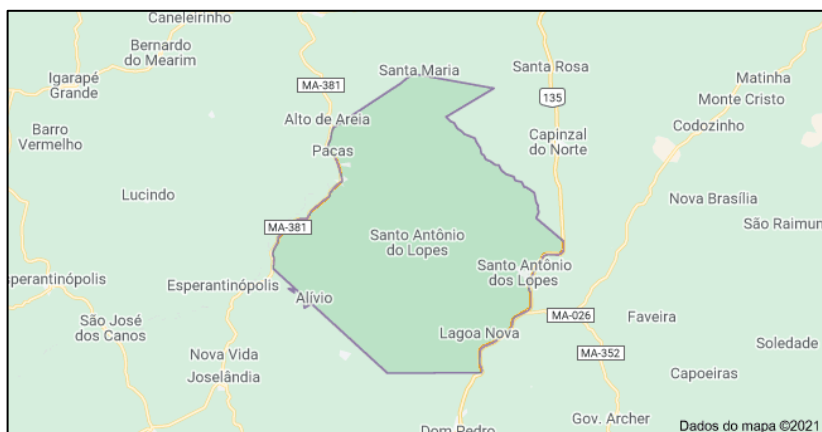 Caneleirinho
Bernardo
do Mearim
Igarapé
Grande
MA-381
Santa Maria
Santa Rosa
135
Matinha
Monte Cristo
Barro
Vermelho
Alto de Areia
Pacas
Capinzal
do Norte
Codozinho
Lucindo
MA-381
Santo Antônio
do Lopes
Nova Brasília
São Raimun
Santo Antônio
dos Lopes
sperantinópolis
Esperantinópolis
Alívio
São José
dos Canos
Lagoa Nova
MA-026
Faveira
Nova Vida
Joselândia
MA-352
Soledade
Capoeiras
Dom Pedro
Gov. Archer
Dados do mapa ©2021